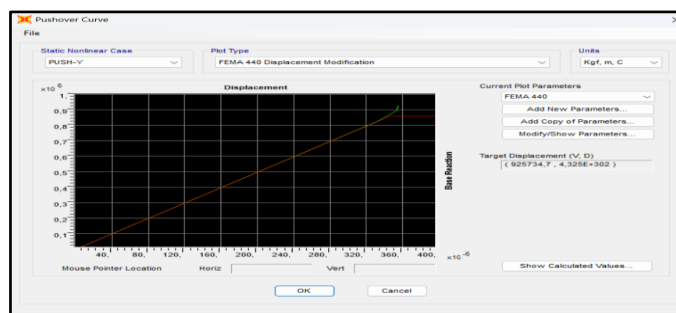 Pushover Curve
File
Static Nonlinear Case
PUSH-Y
Plot Type
FEMA 440 Displacement Modification
Units
Kgf, m, C
x10 6
Displacement
1,
0,9
0,8
0,7
0,6
0,5
0,4
0,3
0,2
0,1
40, 80, 120, 160, 200, 240, 280, 320, 360, 400,
x10 -6
Base Reaction
Current Plot Parameters
FEMA 440
Add New Parameters...
Add Copy of Parameters...
Modify/Show Parameters...
Target Displacement (V, D)
( 925734,7 , 4,325E+302 )
Mouse Pointer Location Horiz Vert
Show Calculated Values...
OK Cancel